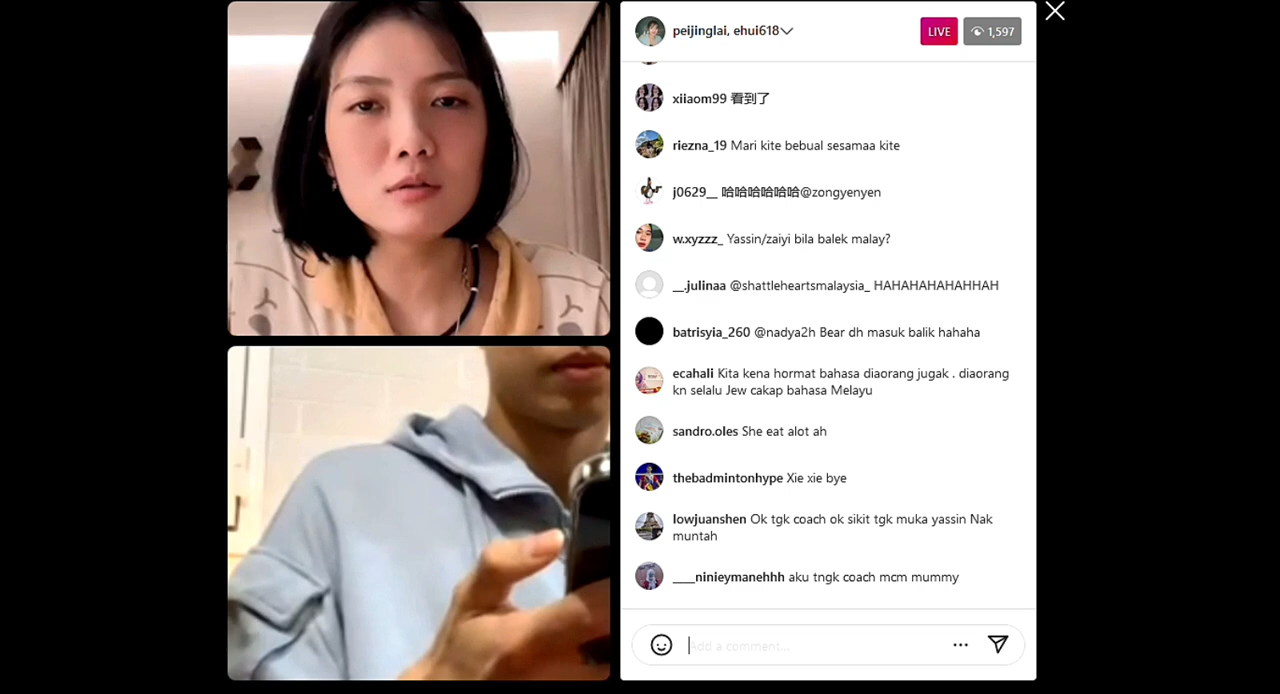 peijinglai, ehui618
LIVE
1,597
xiiaom99 看到了
riezna_19 Mari kite bebual sesamaa kite
j0629__ 哈哈哈哈哈哈@zongyenyen
w.xyzzz_ Yassin/zaiyi bila balek malay?
__.julinaa @shattleheartsmalaysia_ HAHAHAHAHAHHAH
batrisyia_260 @nadya2h Bear dh masuk balik hahaha
ecahali Kita kena hormat bahasa diaorang jugak . diaorang
kn selalu Jew cakap bahasa Melayu
sandro.oles She eat alot ah
thebadmintonhype Xie xie bye
lowjuanshen Ok tgk coach ok sikit tgk muka yassin Nak
muntah
____ninieymanehhh aku tngk coach mcm mummy
Add a comment...